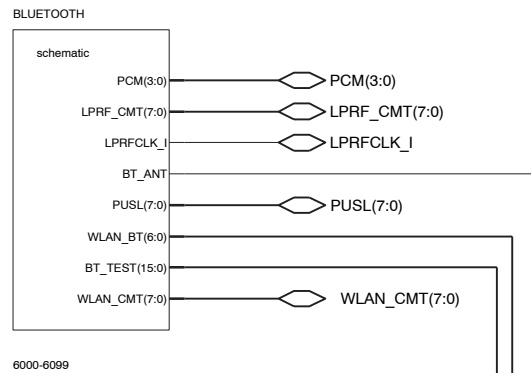 BLUETOOTH
schematic
PCM(3:0) PCM(3:0)
LPRF_CMT(7:0) LPRF_CMT(7:0)
LPRFCLK_I LPRFCLK_I
BT_ANT
PUSL(7:0) PUSL(7:0)
WLAN_BT(6:0)
BT_TEST(15:0)
WLAN_CMT(7:0) WLAN_CMT(7:0)
6000-6099